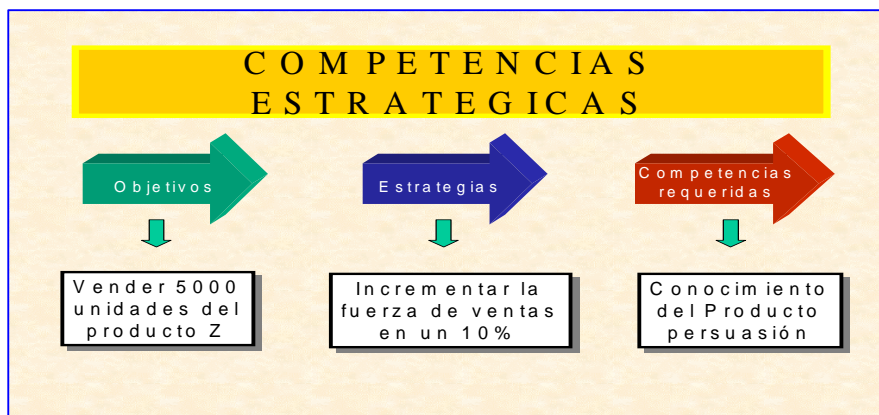 COMPETENCIAS
ESTRATEGICAS
Objetivos
Estrategias
Competencias
requeridas
Vender 5000
unidades del
producto Z
Incrementar la
fuerza de ventas
en un 10%
Conocimiento
del Producto
persuasión